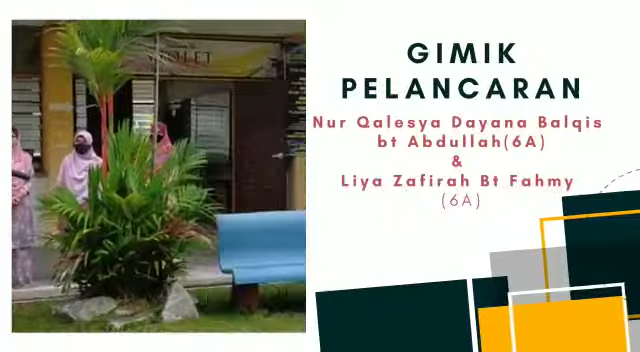 GIMIK
PELANCARAN
Nur Qalesya Dayana Balqis
bt Abdullah(6A)
&
Liya Zafirah Bt Fahmy
(6A)